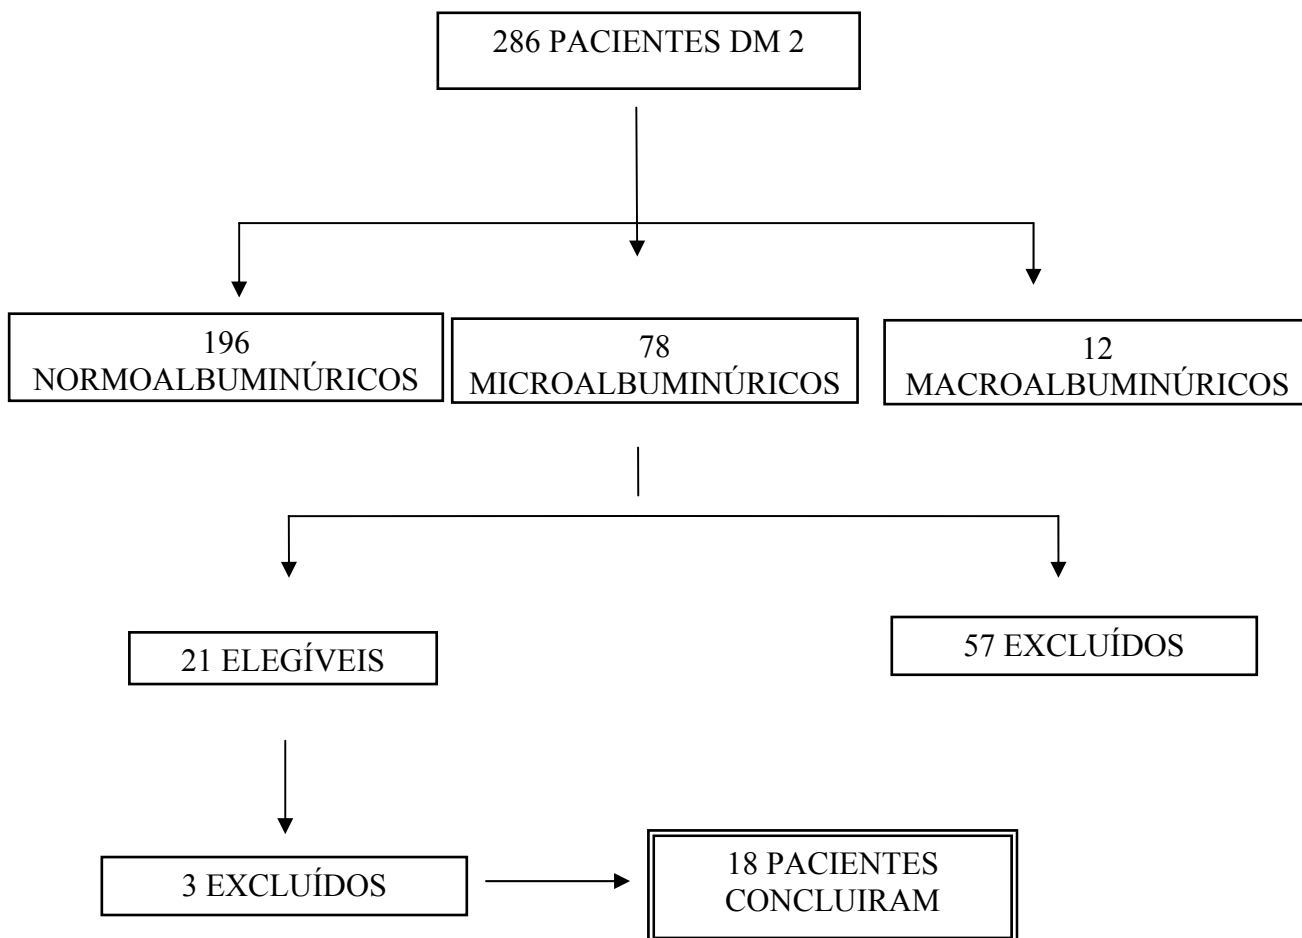 286 PACIENTES DM 2
196
NORMOALBUMINÚRICOS
78
MICROALBUMINÚRICOS
12
MACROALBUMINÚRICOS
21 ELEGÍVEIS
57 EXCLUÍDOS
3 EXCLUÍDOS
18 PACIENTES
CONCLUIRAM